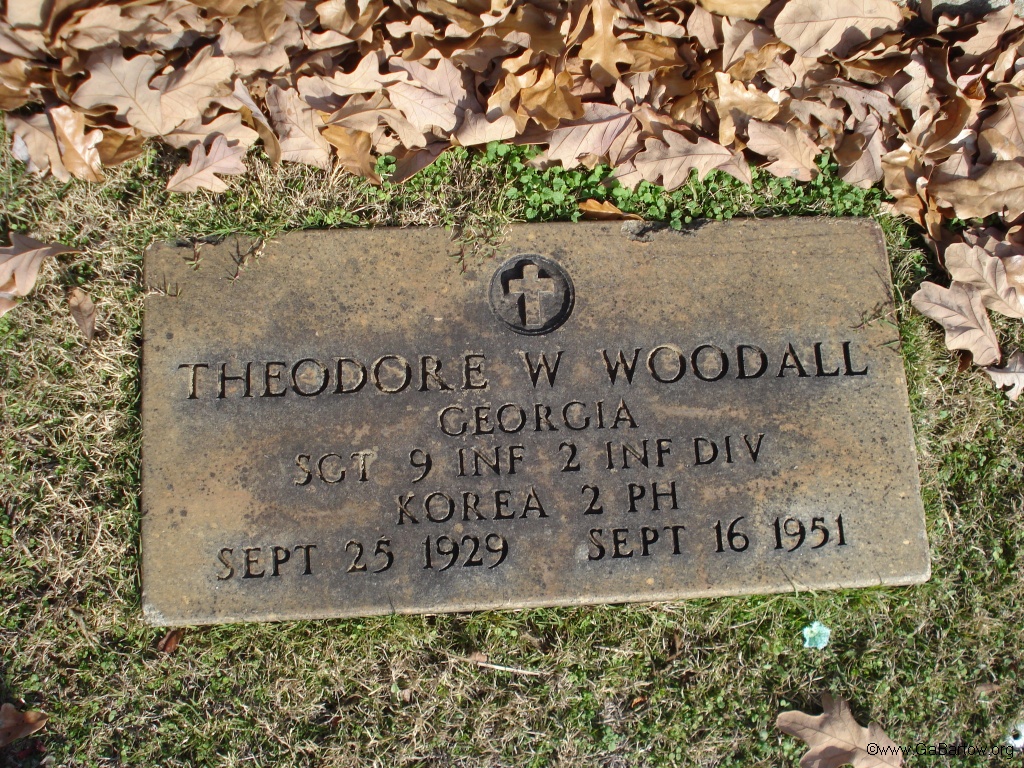 THEODORE W WOODALL
GEORGIA
SGT 9 INF 2 INF DIV
KOREA 2 PH
SEPT 25 1929 SEPT 16 1951
©www.GaBartow.org